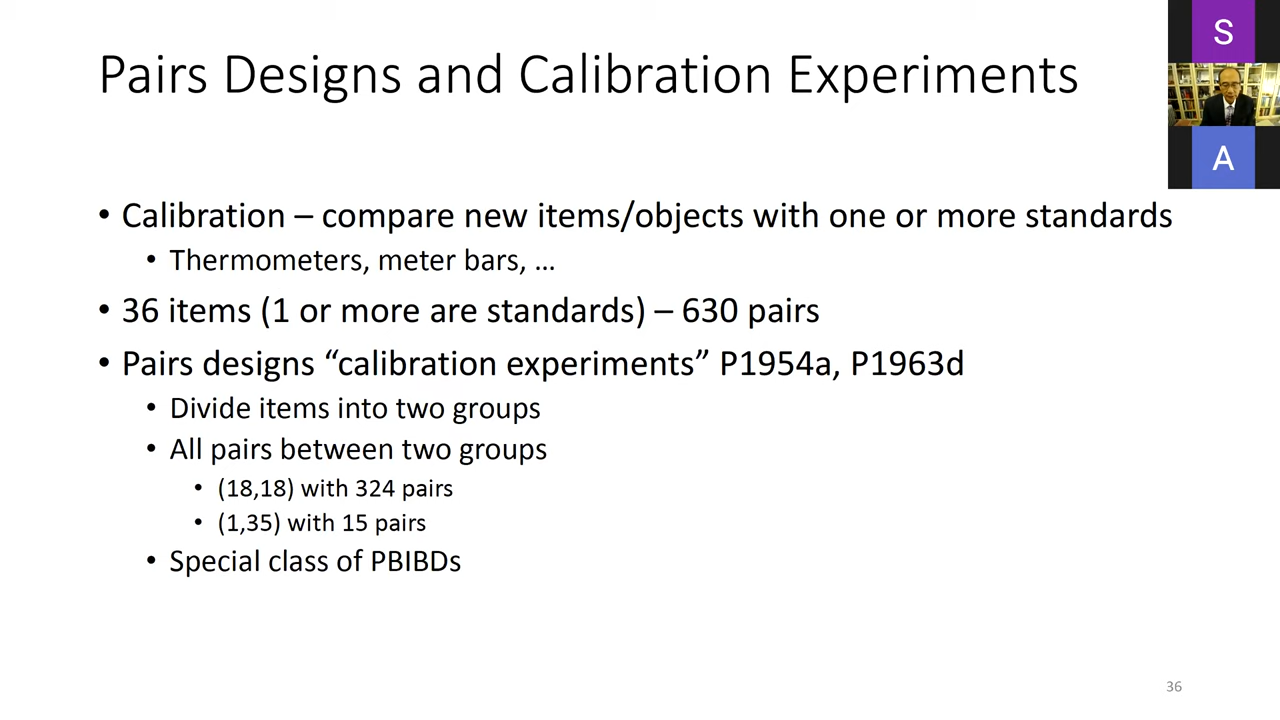 Pairs Designs and Calibration Experiments
S
A
• Calibration – compare new items/objects with one or more standards
• Thermometers, meter bars, …
• 36 items (1 or more are standards) – 630 pairs
• Pairs designs “calibration experiments” P1954a, P1963d
• Divide items into two groups
• All pairs between two groups
• (18,18) with 324 pairs
• (1,35) with 15 pairs
• Special class of PBIBDs
36